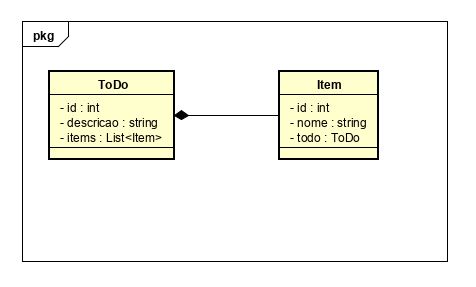 pkg
ToDo
- id : int
- descricao : string
- items : List<Item>
Item
- id : int
- nome : string
- todo : ToDo